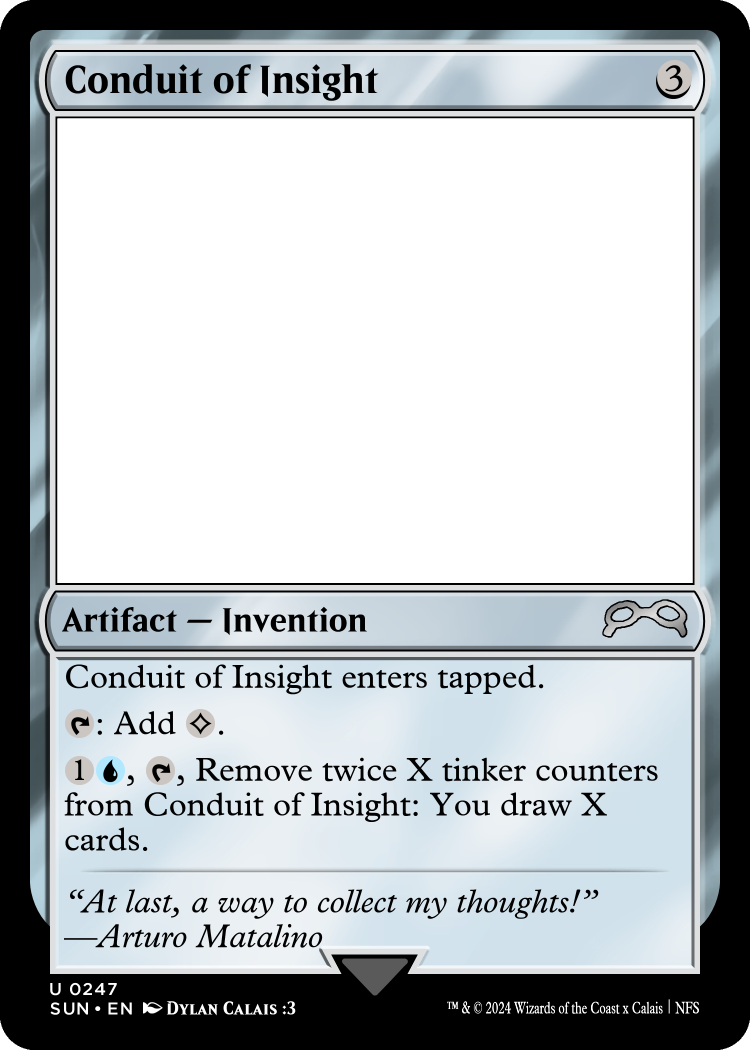 Conduit of Insight
3
Artifact — Invention
Conduit of Insight enters tapped.
: Add .
1, , Remove twice X tinker counters
from Conduit of Insight: You draw X
cards.
“At last, a way to collect my thoughts!”
—Arturo Matalino
U 0247
SUN • EN Dylan Calais :3
™ & © 2024 Wizards of the Coast x Calais | NFS